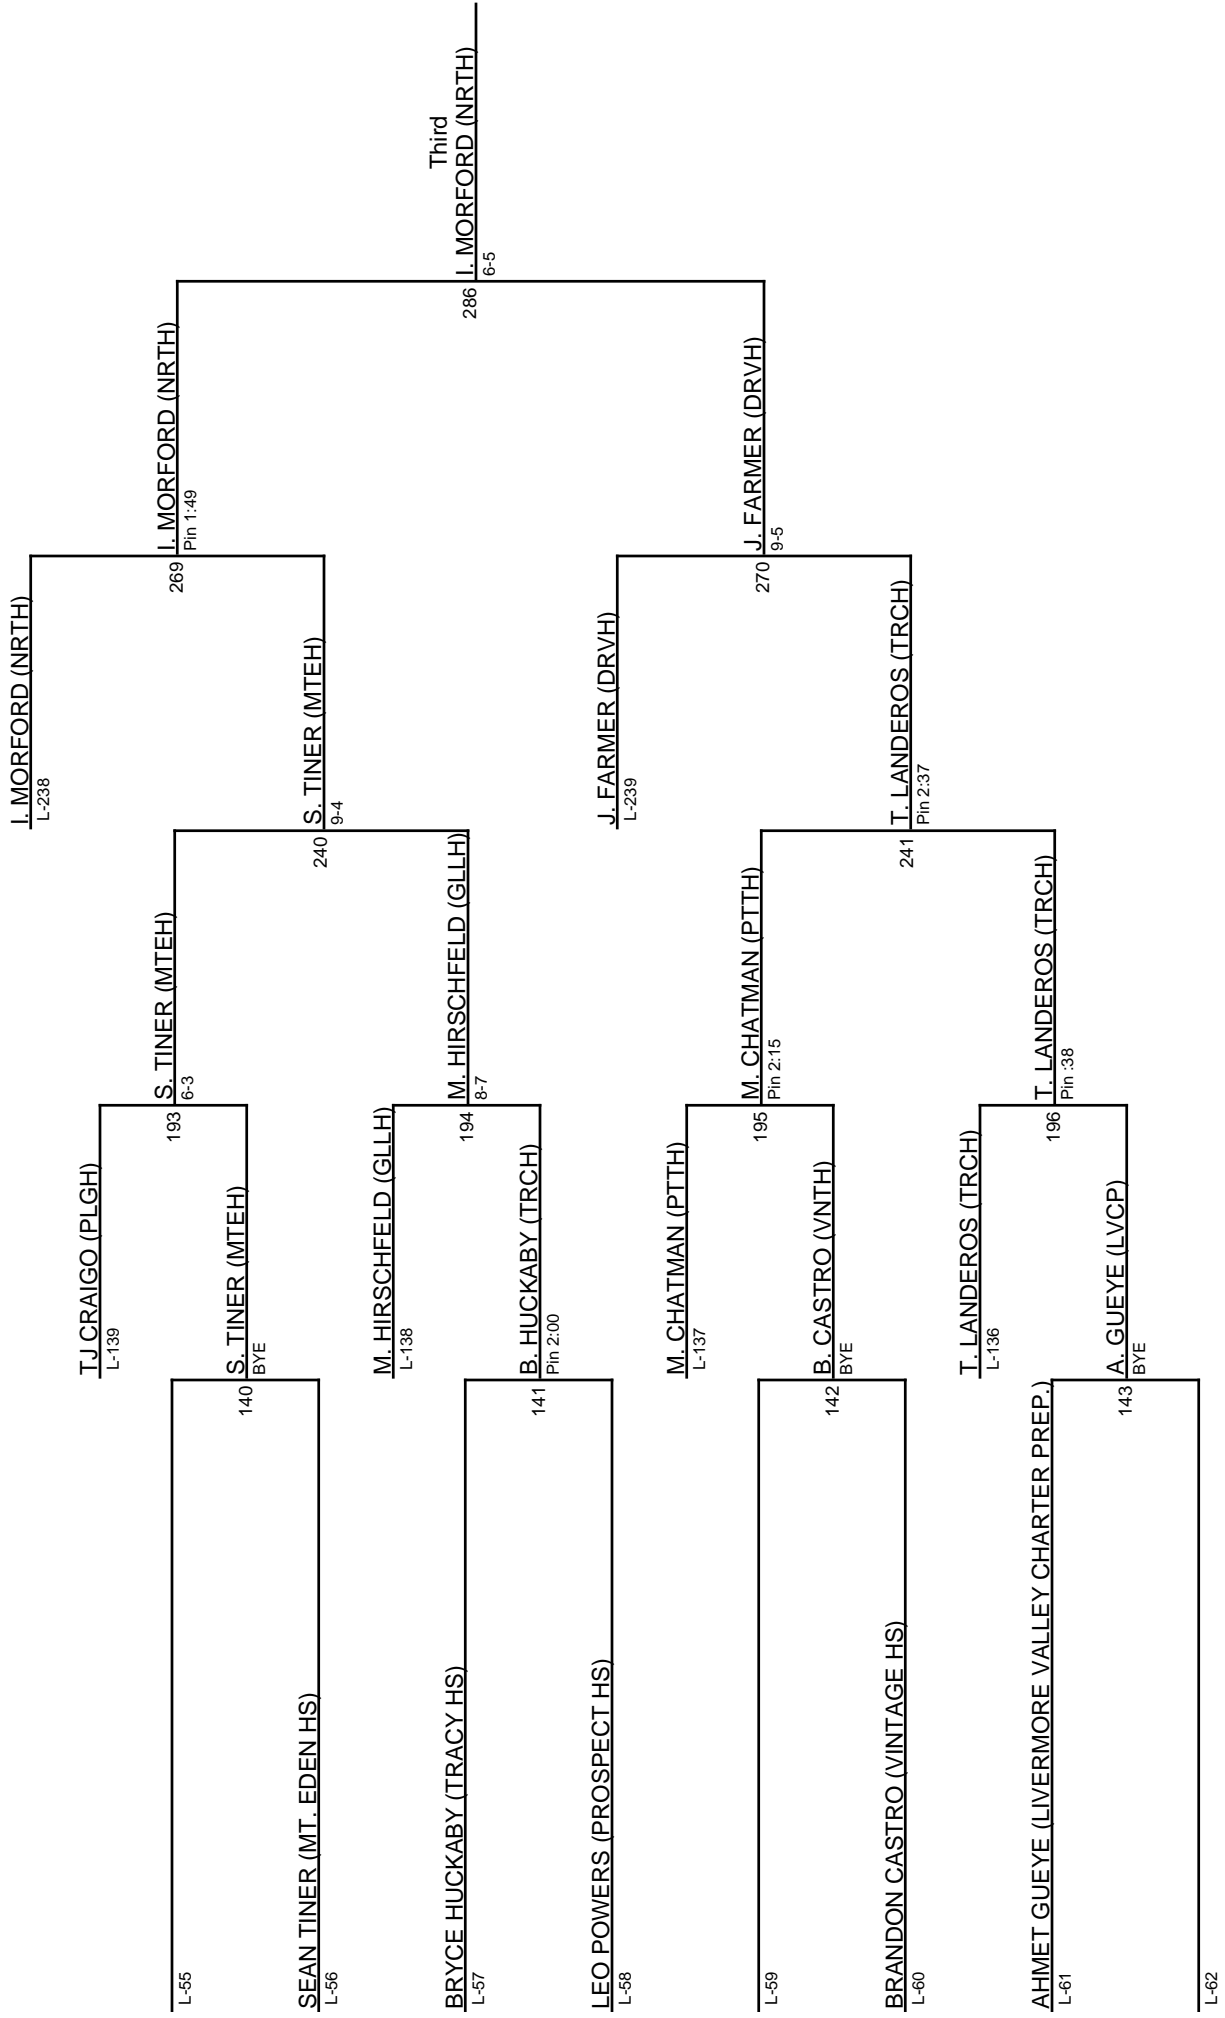 L-55
SEAN TINER (MT. EDEN HS)
L-56
BRYCE HUCKABY (TRACY HS)
L-57
LEO POWERS (PROSPECT HS)
L-58
L-59
BRANDON CASTRO (VINTAGE HS)
L-60
AHMET GUEYE (LIVERMORE VALLEY CHARTER PREP.)
L-61
L-62
TJ CRAIGO (PLGH)
L-139
140
S. TINER (MTEH)
BYE
M. HIRSCHFELD (GLLH)
L-138
141
B. HUCKABY (TRCH)
Pin 2:00
M. CHATMAN (PTTH)
L-137
142
B. CASTRO (VNTH)
BYE
T. LANDEROS (TRCH)
L-136
143
A. GUEYE (LVCP)
BYE
193
S. TINER (MTEH)
6-3
194
M. HIRSCHFELD (GLLH)
8-7
195
M. CHATMAN (PTTH)
Pin 2:15
196
T. LANDEROS (TRCH)
Pin :38
I. MORFORD (NRTH)
L-238
240
S. TINER (MTEH)
9-4
J. FARMER (DRVH)
L-239
241
T. LANDEROS (TRCH)
Pin 2:37
269
I. MORFORD (NRTH)
Pin 1:49
270
J. FARMER (DRVH)
9-5
286
Third
I. MORFORD (NRTH)
6-5